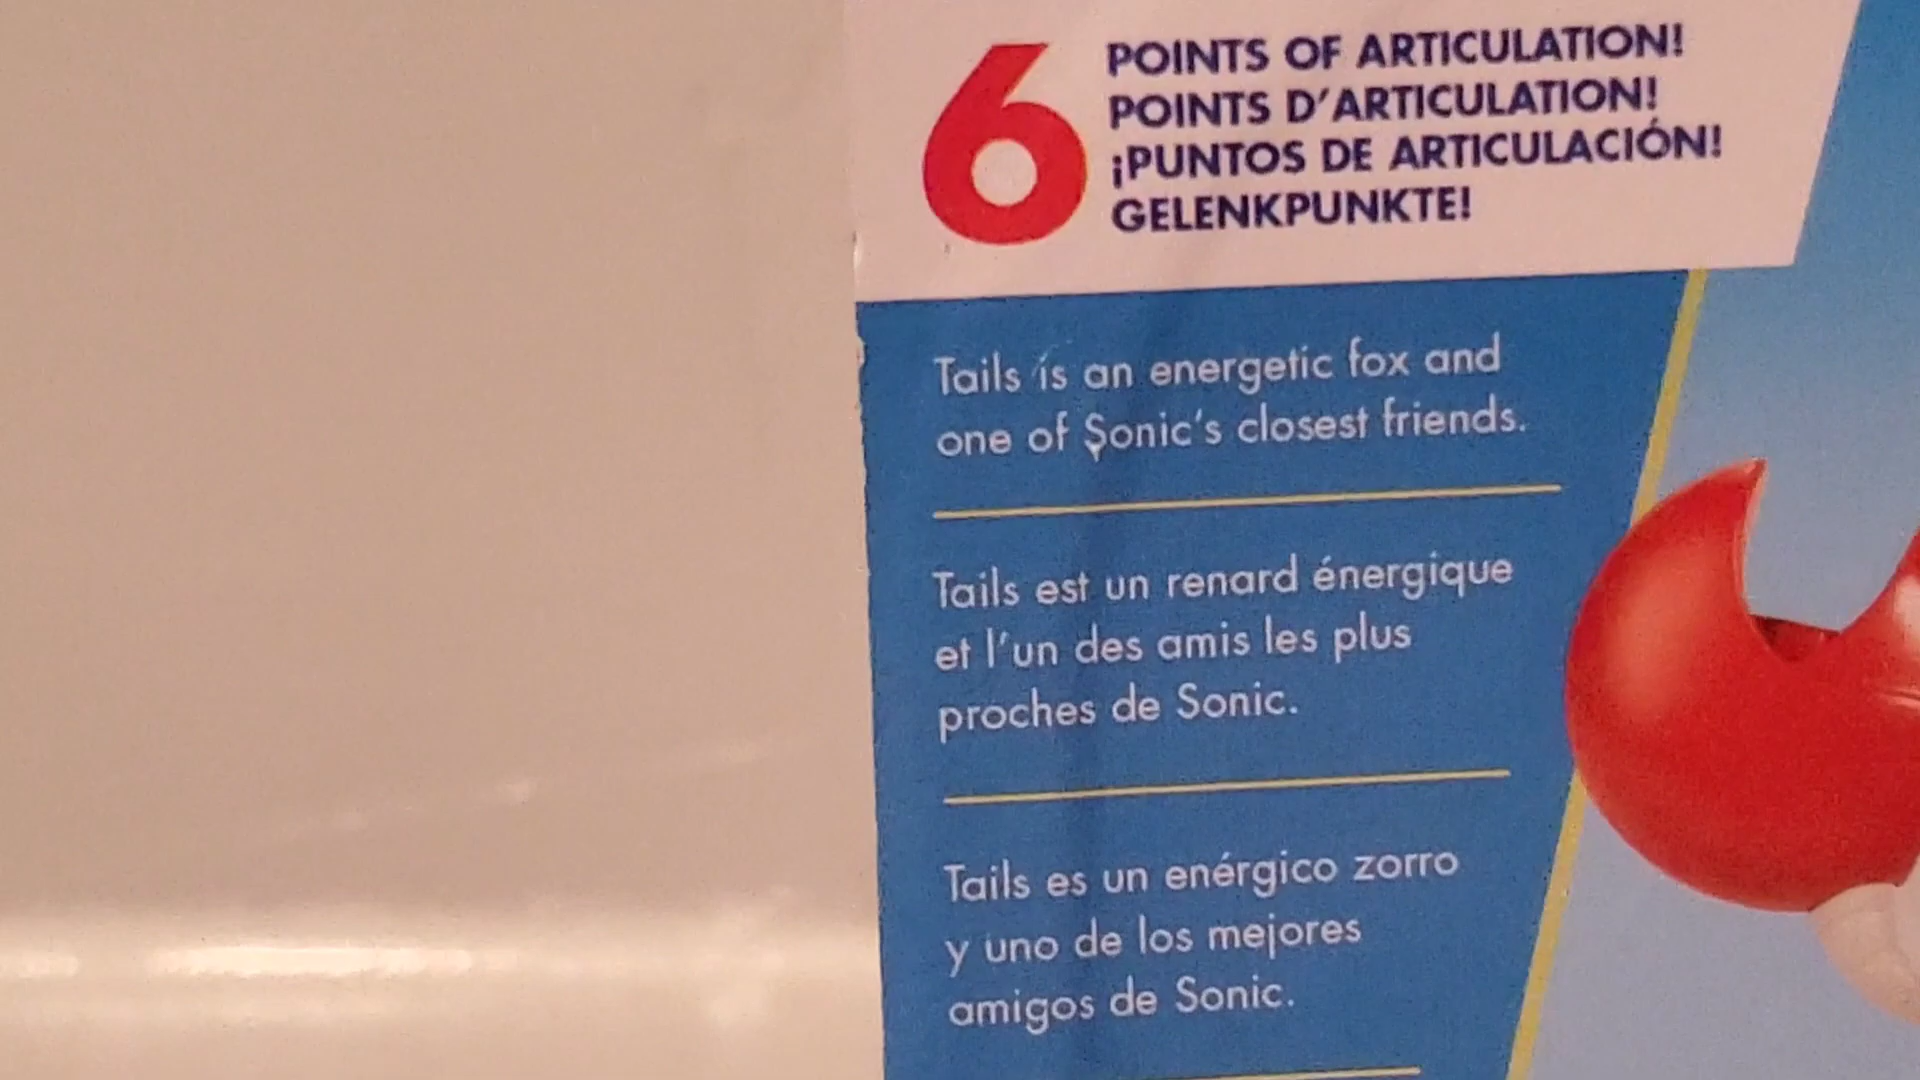 6
POINTS OF ARTICULATION!
POINTS D'ARTICULATION!
¡PUNTOS DE ARTICULACIÓN!
GELENKPUNKTE!
Tails is an energetic fox and
one of Sonic's closest friends.
Tails est un renard énergique
et l'un des amis les plus
proches de Sonic.
Tails es un enérgico zorro
y uno de los mejores
amigos de Sonic.